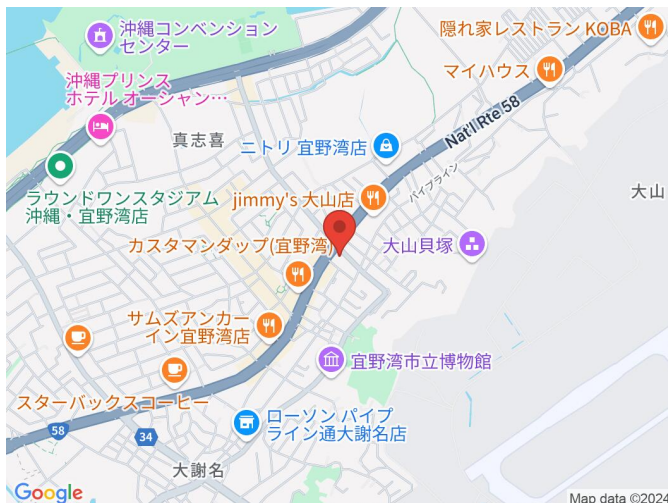 沖縄コンベンション
センター
隠れ家レストラン KOBA
マイハウス
沖縄プリンス
ホテル オーシャン…
真志喜
ニトリ 宜野湾店
Nat'l Rte 58
パイプライン
大山
ラウンドワンスタジアム
沖縄・宜野湾店
jimmy's 大山店
カスタマンダップ(宜野湾)
大山貝塚
サムズアンカー
イン宜野湾店
宜野湾市立博物館
スターバックスコーヒー
ローソン パイプ
ライン通大謝名店
58
34
大謝名
Google
Map data ©2024